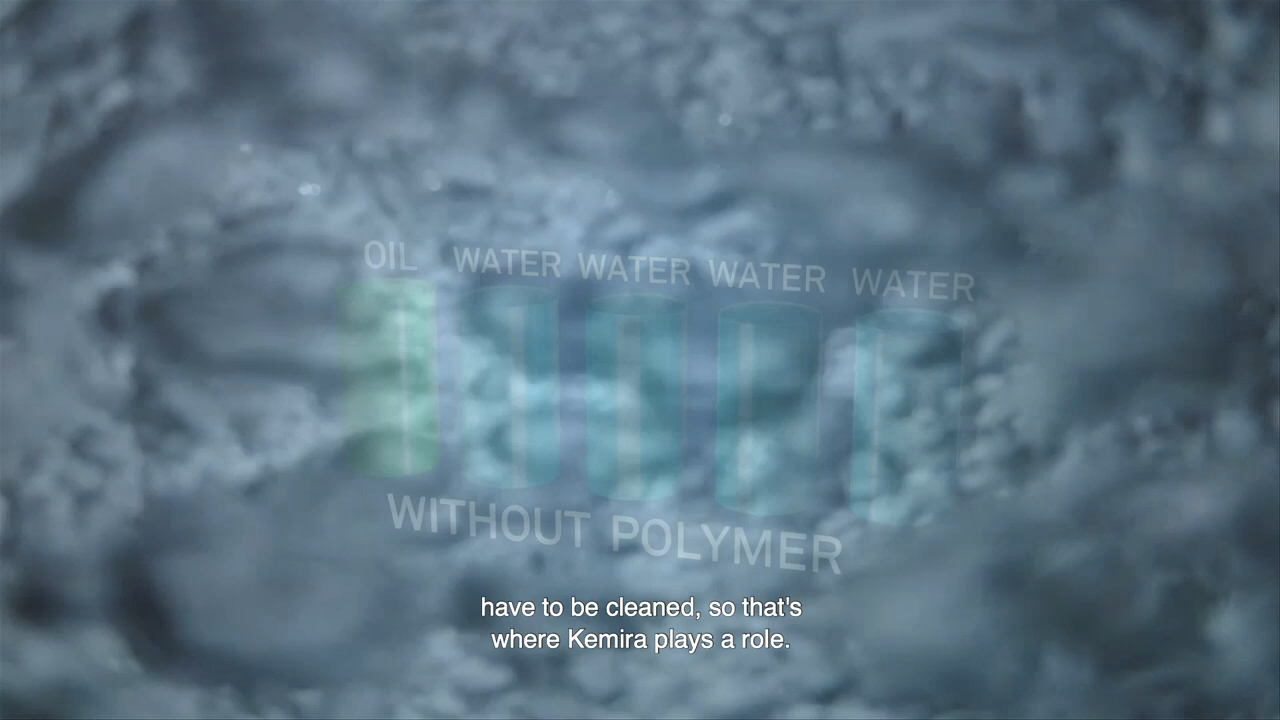 OIL WATER WATER WATER WATER
WITHOUT POLYMER
have to be cleaned, so that's
where Kemira plays a role.